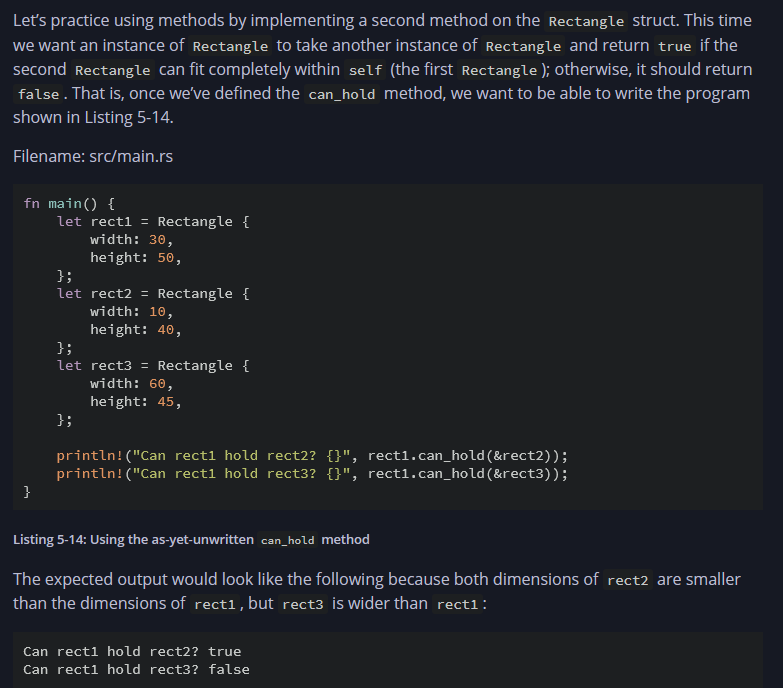 Let’s practice using methods by implementing a second method on the Rectangle struct. This time
we want an instance of Rectangle to take another instance of Rectangle and return true if the
second Rectangle can fit completely within self (the first Rectangle ); otherwise, it should return
false . That is, once we’ve defined the can_hold method, we want to be able to write the program
shown in Listing 5-14.
Filename: src/main.rs
fn main() {
    let rect1 = Rectangle {
        width: 30,
        height: 50,
    };
    let rect2 = Rectangle {
        width: 10,
        height: 40,
    };
    let rect3 = Rectangle {
        width: 60,
        height: 45,
    };
    println!("Can rect1 hold rect2? {}", rect1.can_hold(&rect2));
    println!("Can rect1 hold rect3? {}", rect1.can_hold(&rect3));
}
Listing 5-14: Using the as-yet-unwritten can_hold method
The expected output would look like the following because both dimensions of rect2 are smaller
than the dimensions of rect1 , but rect3 is wider than rect1 :
Can rect1 hold rect2? true
Can rect1 hold rect3? false